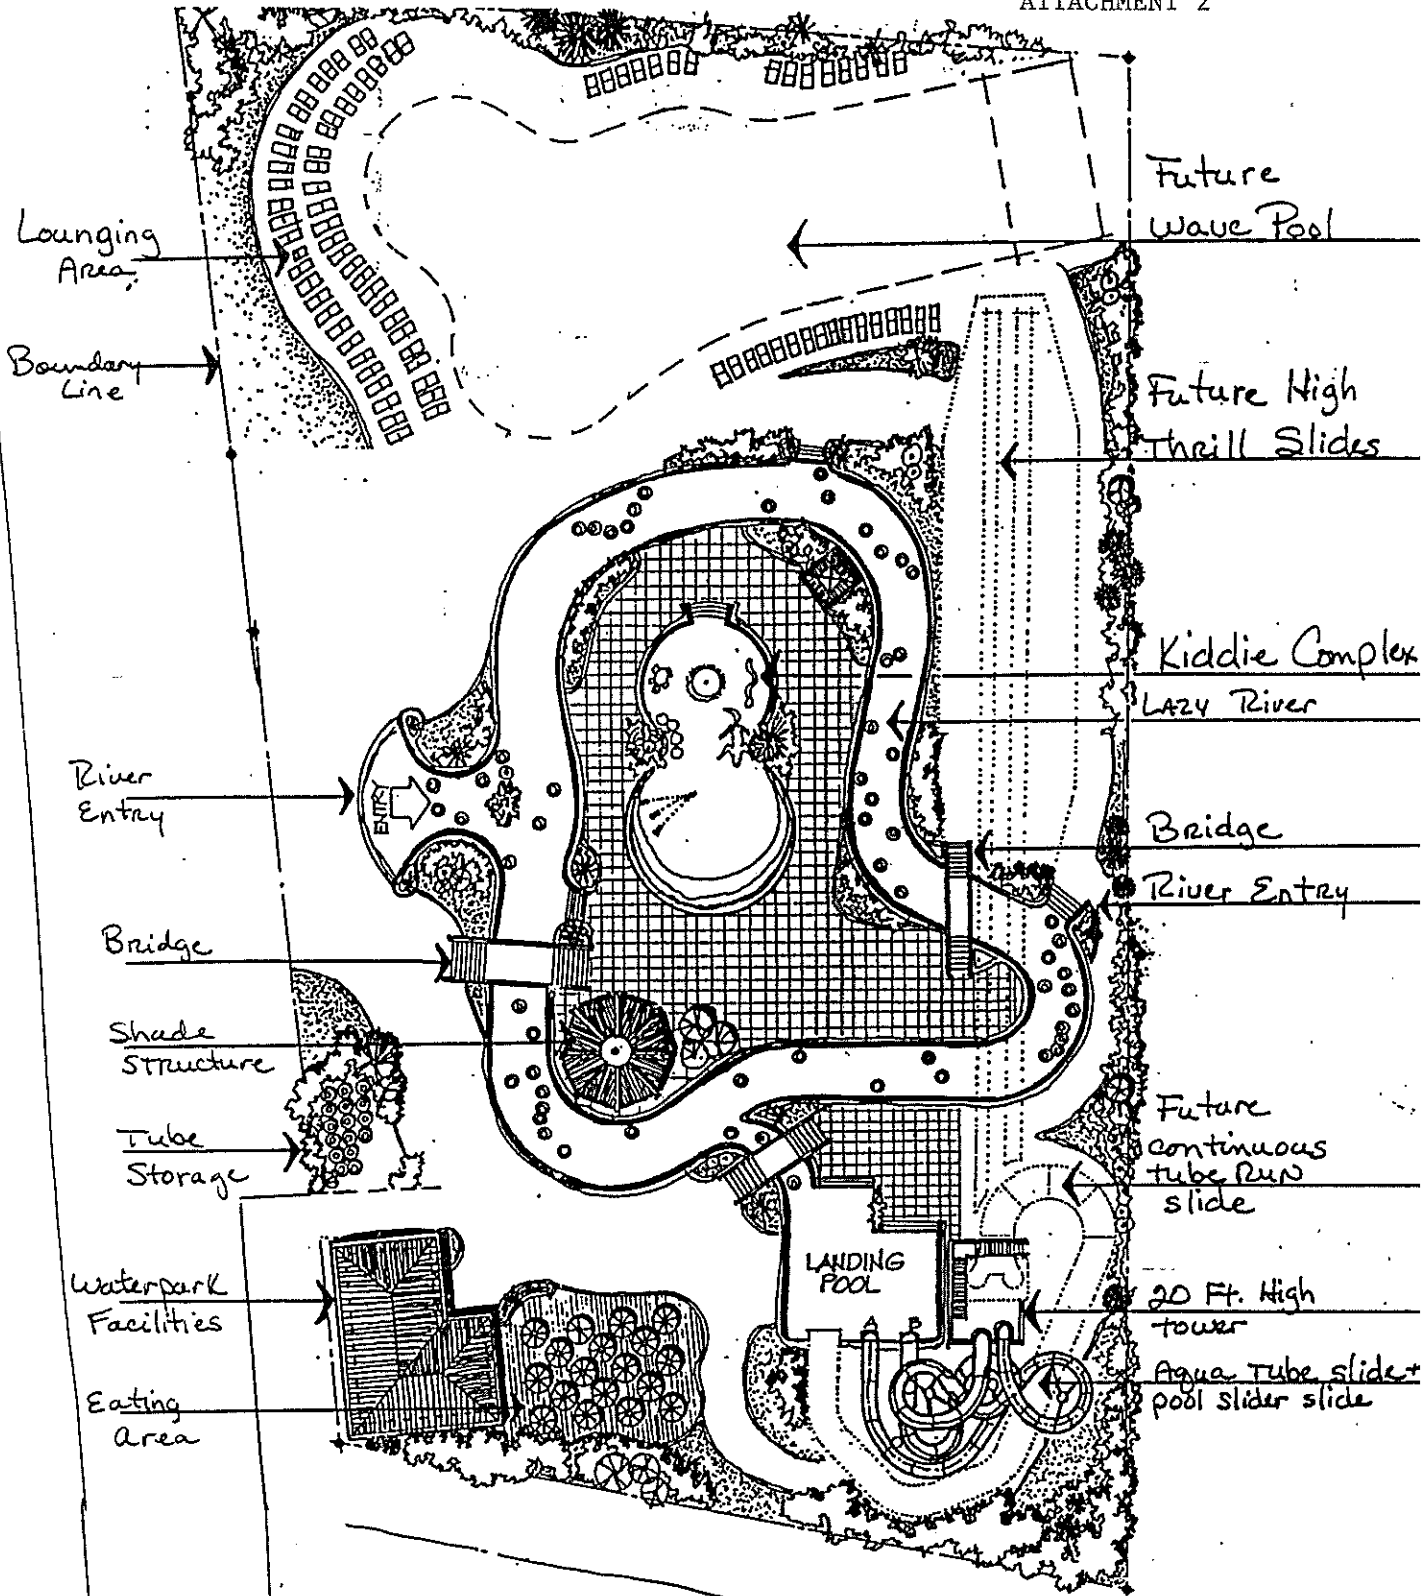 ATTACHMENT 2
Future
Wave Pool
Lounging
Area
Boundary
Line
Future High
Thrill Slides
Kiddie Complex
LAZY River
River
Entry
ENTRY
Bridge
River Entry
Bridge
Shade
Structure
Tube
Storage
Future
continuous
tube Run
slide
LANDING
POOL
A
B
Waterpark
Facilities
20 Ft. High
tower
Aqua Tube slide +
pool slider slide
Eating
Area